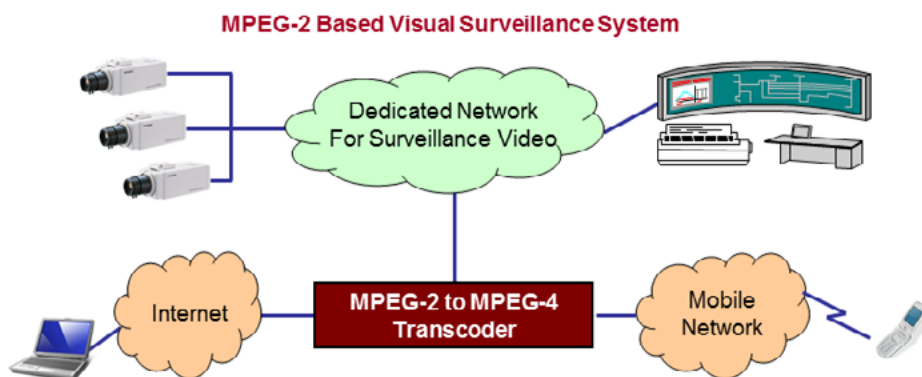 MPEG-2 Based Visual Surveillance System
Dedicated Network
For Surveillance Video
Internet
MPEG-2 to MPEG-4
Transcoder
Mobile
Network